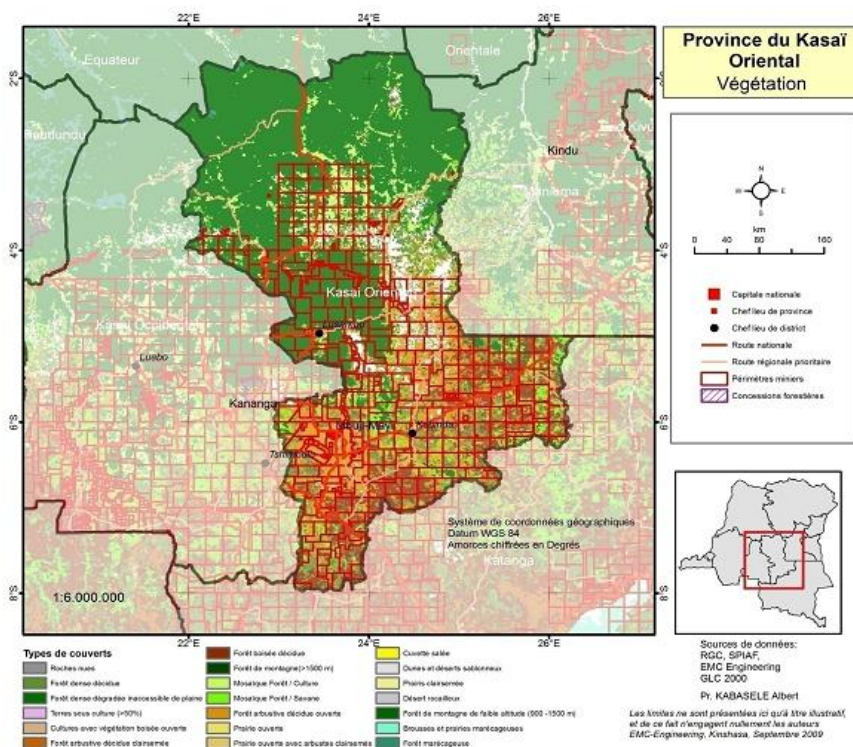 22°E 24°E 26°E
Province du Kasaï
Oriental
Végétation
Equateur
Orientale
2°S
2°S
Kindu
Maniema
N
W E
S
km
0 40 80 160
4°S
4°S
Kasaï Oriental
Kasaï Occidental
Luebo
Capitale nationale
Chef lieu de province
Chef lieu de district
Route nationale
Route régionale prioritaire
Périmètres miniers
Concessions forestières
Kananga
6°S
6°S
Système de coordonnées géographiques
Datum WGS 84
Amorces chiffrées en Degrés
Katanga
1:6.000.000
8°S
8°S
22°E 24°E 26°E
Types de couverts
Roches nues
Forêt dense décidue
Forêt dense dégradée inaccessible de plaine
Terres sous culture (>50%)
Cultures avec végétation boisée ouverte
Forêt arbustive décidue clairsemée
Forêt boisée décidue
Forêt de montagne(>1500 m)
Mosaïque Forêt / Culture
Mosaïque Forêt / Savane
Forêt arbustive décidue ouverte
Prairie ouverte
Prairie ouverte avec arbustes clairsemés
Cuvette salée
Dunes et déserts sablonneux
Prairie clairsemée
Désert rocailleux
Forêt de montagne de faible altitude (900 -1500 m)
Brousses et prairies marécageuses
Forêt marécageuse
Sources de données:
RGC, SPIAF,
EMC Engineering
GLC 2000
Pr. KABASELE Albert
Les limites ne sont présentées ici qu'à titre illustratif,
et de ce fait n'engagent nullement les auteurs
EMC-Engineering, Kinshasa, Septembre 2009